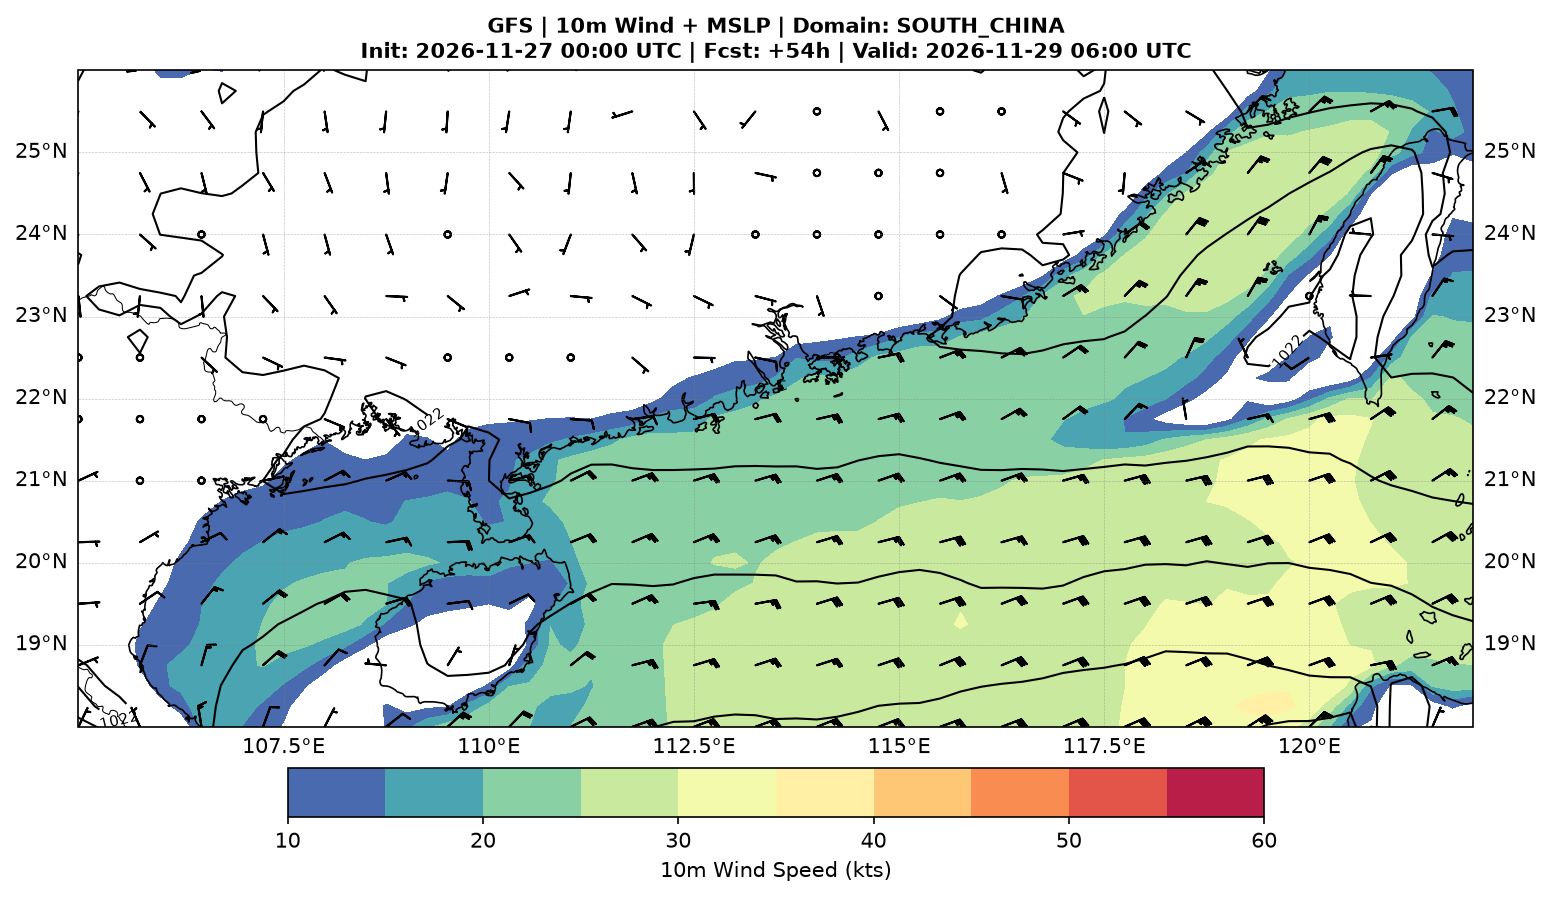 GFS | 10m Wind + MSLP | Domain: SOUTH_CHINA
Init: 2026-11-27 00:00 UTC | Fcst: +54h | Valid: 2026-11-29 06:00 UTC
25°N 25°N
24°N 24°N
23°N 23°N
1022
22°N 22°N
1022
21°N 21°N
20°N 20°N
19°N 19°N
1022
107.5°E 110°E 112.5°E 115°E 117.5°E 120°E
10 20 30 40 50 60
10m Wind Speed (kts)